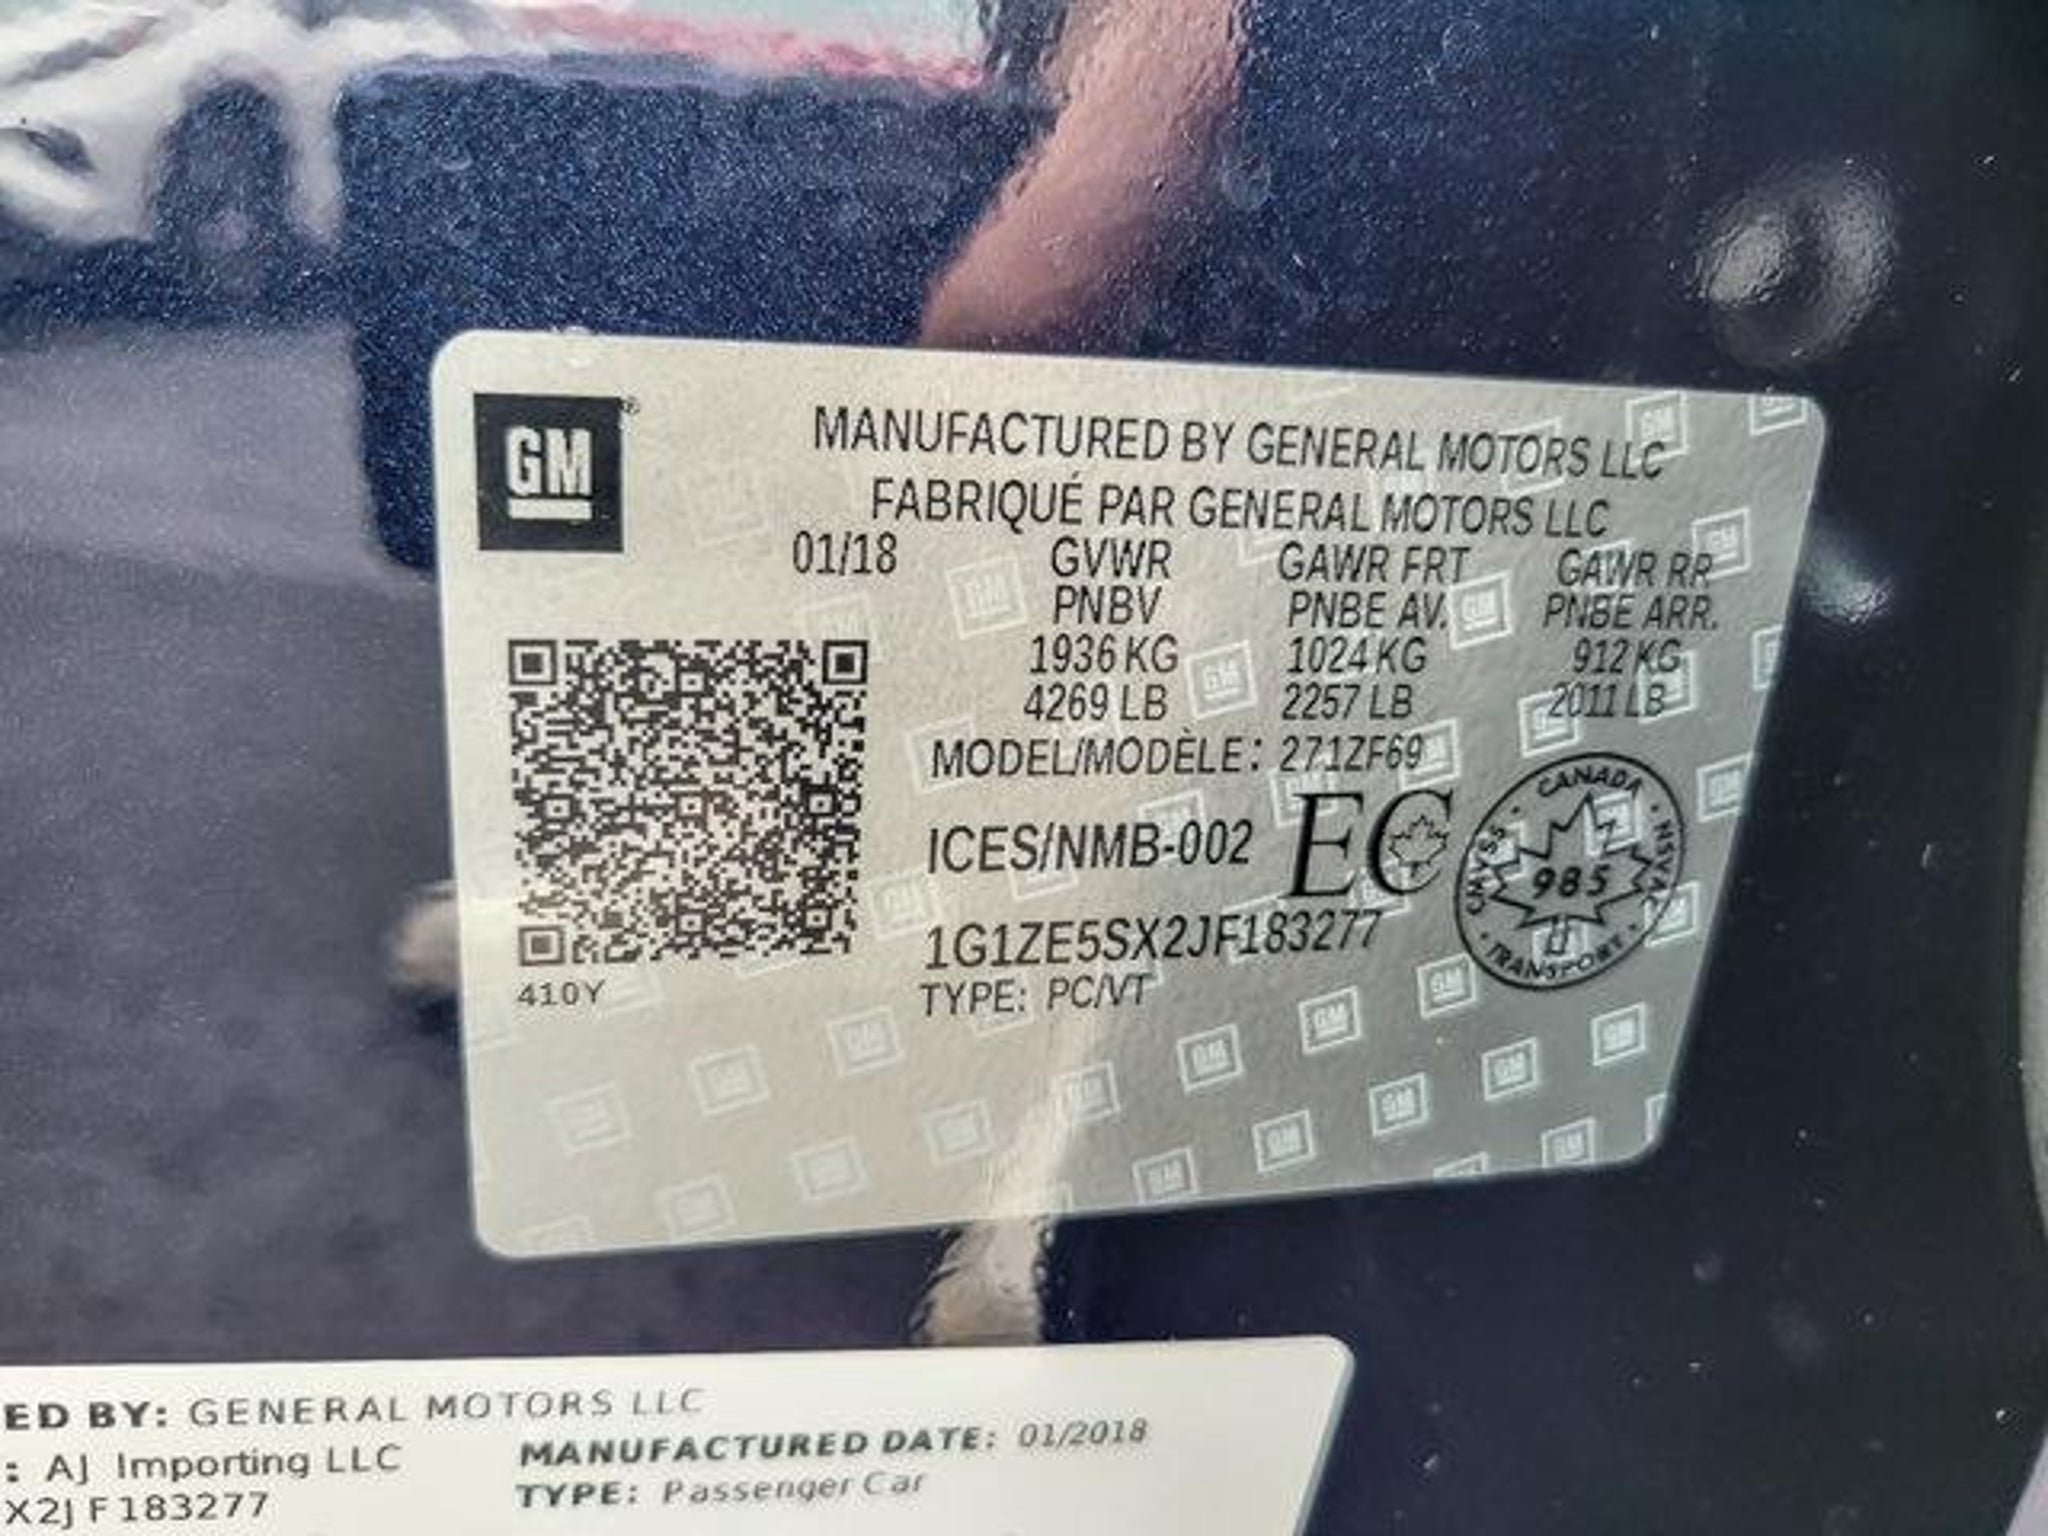 GM
MANUFACTURED BY GENERAL MOTORS LLC
FABRIQUÉ PAR GENERAL MOTORS LLC
01/18 GVWR GAWR FRT GAWR RR
PNBV PNBE AV. PNBE ARR.
1936 KG 1024 KG 912 KG
4269 LB 2257 LB 2011 LB
MODEL/MODÈLE: 271ZF69
ICES/NMB-002 EC
CANADA
CMVSS 985 NSVAC
TRANSPORT
1G1ZE5SX2JF183277
410Y TYPE: PC/VT
ED BY: GENERAL MOTORS LLC
: AJ Importing LLC MANUFACTURED DATE: 01/2018
X2JF183277 TYPE: Passenger Car